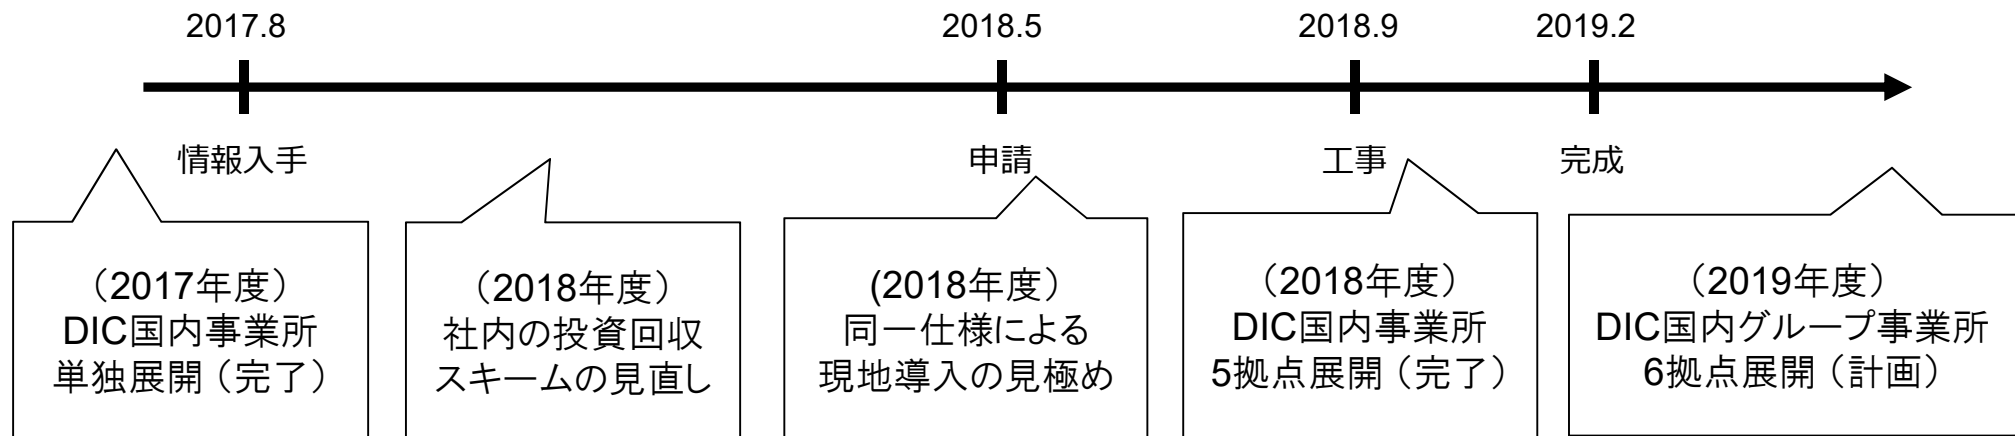 2017.8
2018.5
2018.9
2019.2
情報入手
申請
工事
完成
（2017年度）
DIC国内事業所
単独展開（完了）
（2018年度）
社内の投資回収
スキームの見直し
(2018年度）
同一仕様による
現地導入の見極め
（2018年度）
DIC国内事業所
5拠点展開（完了）
（2019年度）
DIC国内グループ事業所
6拠点展開（計画）